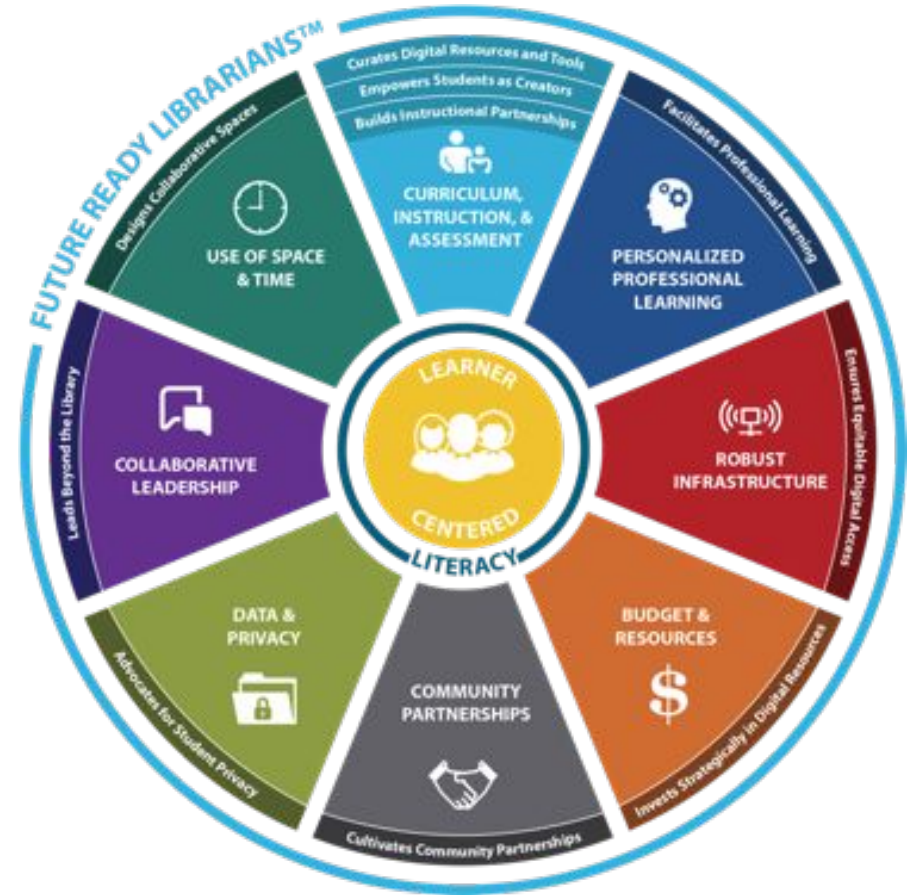 FUTURE READY LIBRARIANS™
Curates Digital Resources and Tools
Empowers Students as Creators
Builds Instructional Partnerships
CURRICULUM,
INSTRUCTION, &
ASSESSMENT
Facilitates Professional Learning
PERSONALIZED
PROFESSIONAL
LEARNING
Ensures Equitable Digital Access
ROBUST
INFRASTRUCTURE
Invests Strategically in Digital Resources
BUDGET &
RESOURCES
$
Cultivates Community Partnerships
COMMUNITY
PARTNERSHIPS
Advocates for Student Privacy
DATA &
PRIVACY
Leads Beyond the Library
COLLABORATIVE
LEADERSHIP
Designs Collaborative Spaces
USE OF SPACE
& TIME
LEARNER
CENTERED
LITERACY